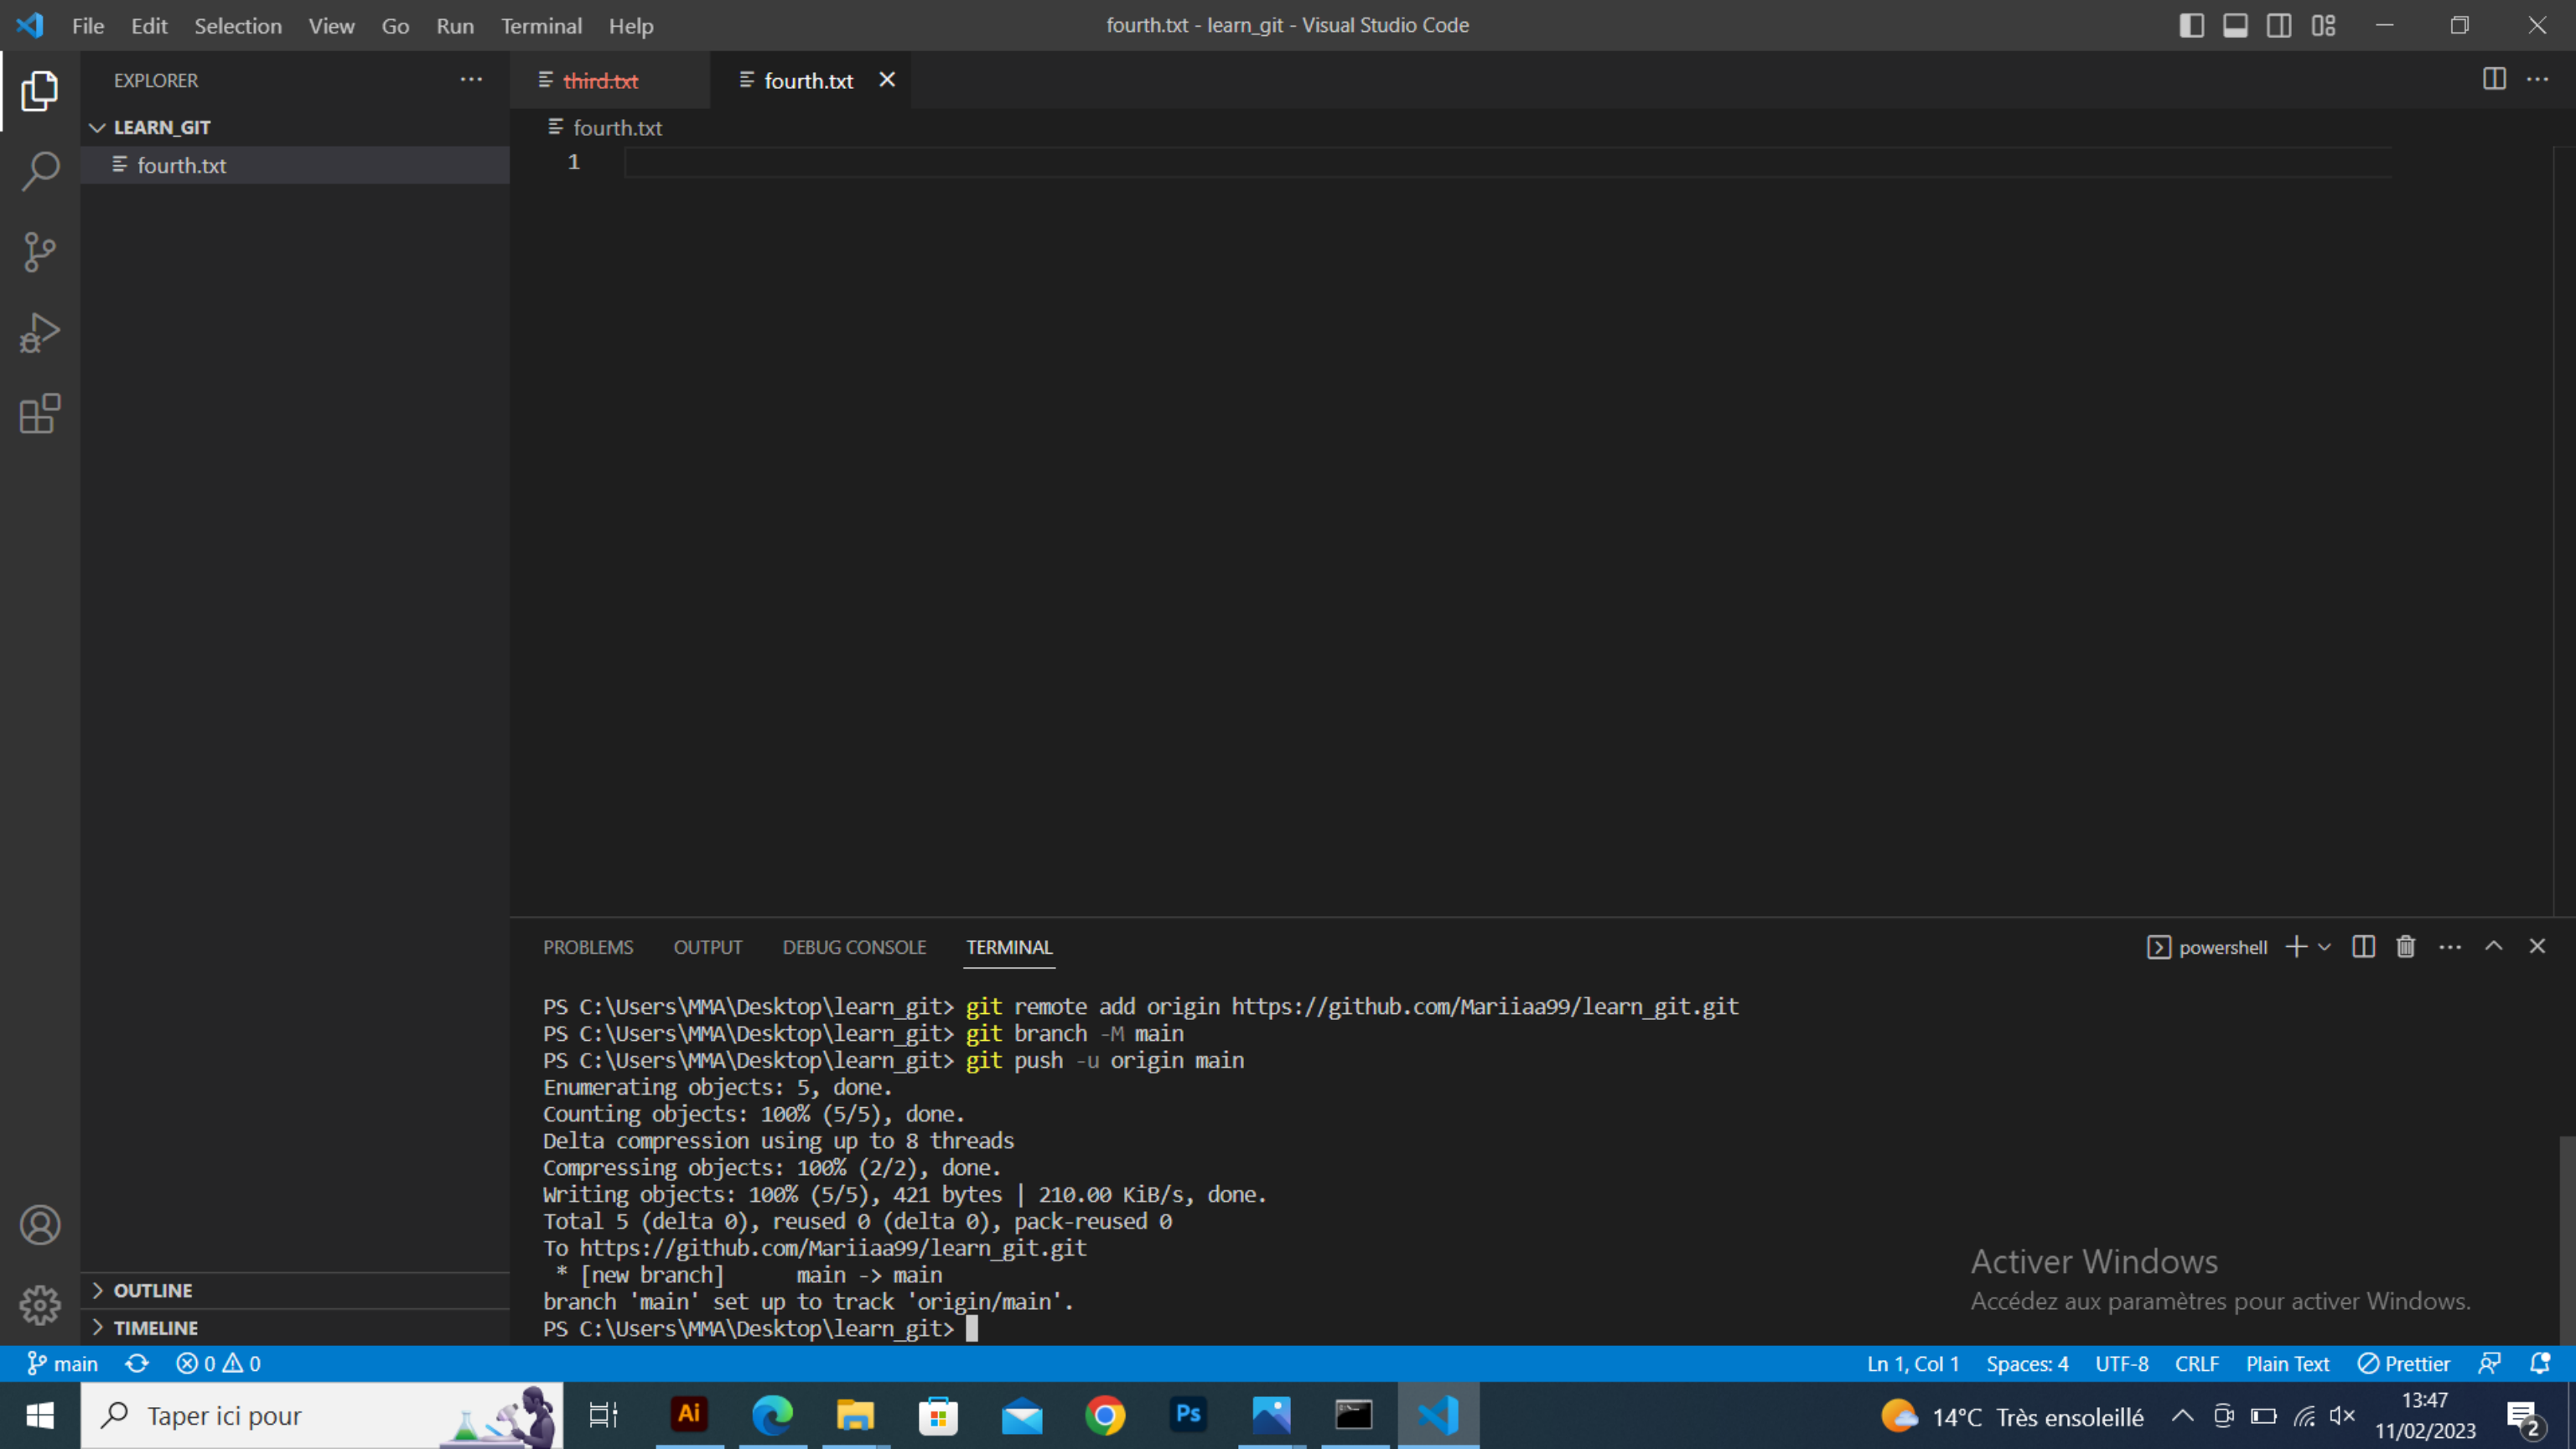 File Edit Selection View Go Run Terminal Help
fourth.txt - learn_git - Visual Studio Code
EXPLORER
third.txt
fourth.txt
LEARN_GIT
fourth.txt
fourth.txt
1
PROBLEMS OUTPUT DEBUG CONSOLE TERMINAL
powershell
PS C:\Users\MMA\Desktop\learn_git> git remote add origin https://github.com/Mariiaa99/learn_git.git
PS C:\Users\MMA\Desktop\learn_git> git branch -M main
PS C:\Users\MMA\Desktop\learn_git> git push -u origin main
Enumerating objects: 5, done.
Counting objects: 100% (5/5), done.
Delta compression using up to 8 threads
Compressing objects: 100% (2/2), done.
Writing objects: 100% (5/5), 421 bytes | 210.00 KiB/s, done.
Total 5 (delta 0), reused 0 (delta 0), pack-reused 0
To https://github.com/Mariiaa99/learn_git.git
 * [new branch]      main -> main
branch 'main' set up to track 'origin/main'.
PS C:\Users\MMA\Desktop\learn_git>
Activer Windows
Accédez aux paramètres pour activer Windows.
OUTLINE
TIMELINE
main 0 0
Ln 1, Col 1 Spaces: 4 UTF-8 CRLF Plain Text Prettier
Taper ici pour
Ai
Ps
14°C Très ensoleillé
13:47
11/02/2023
2